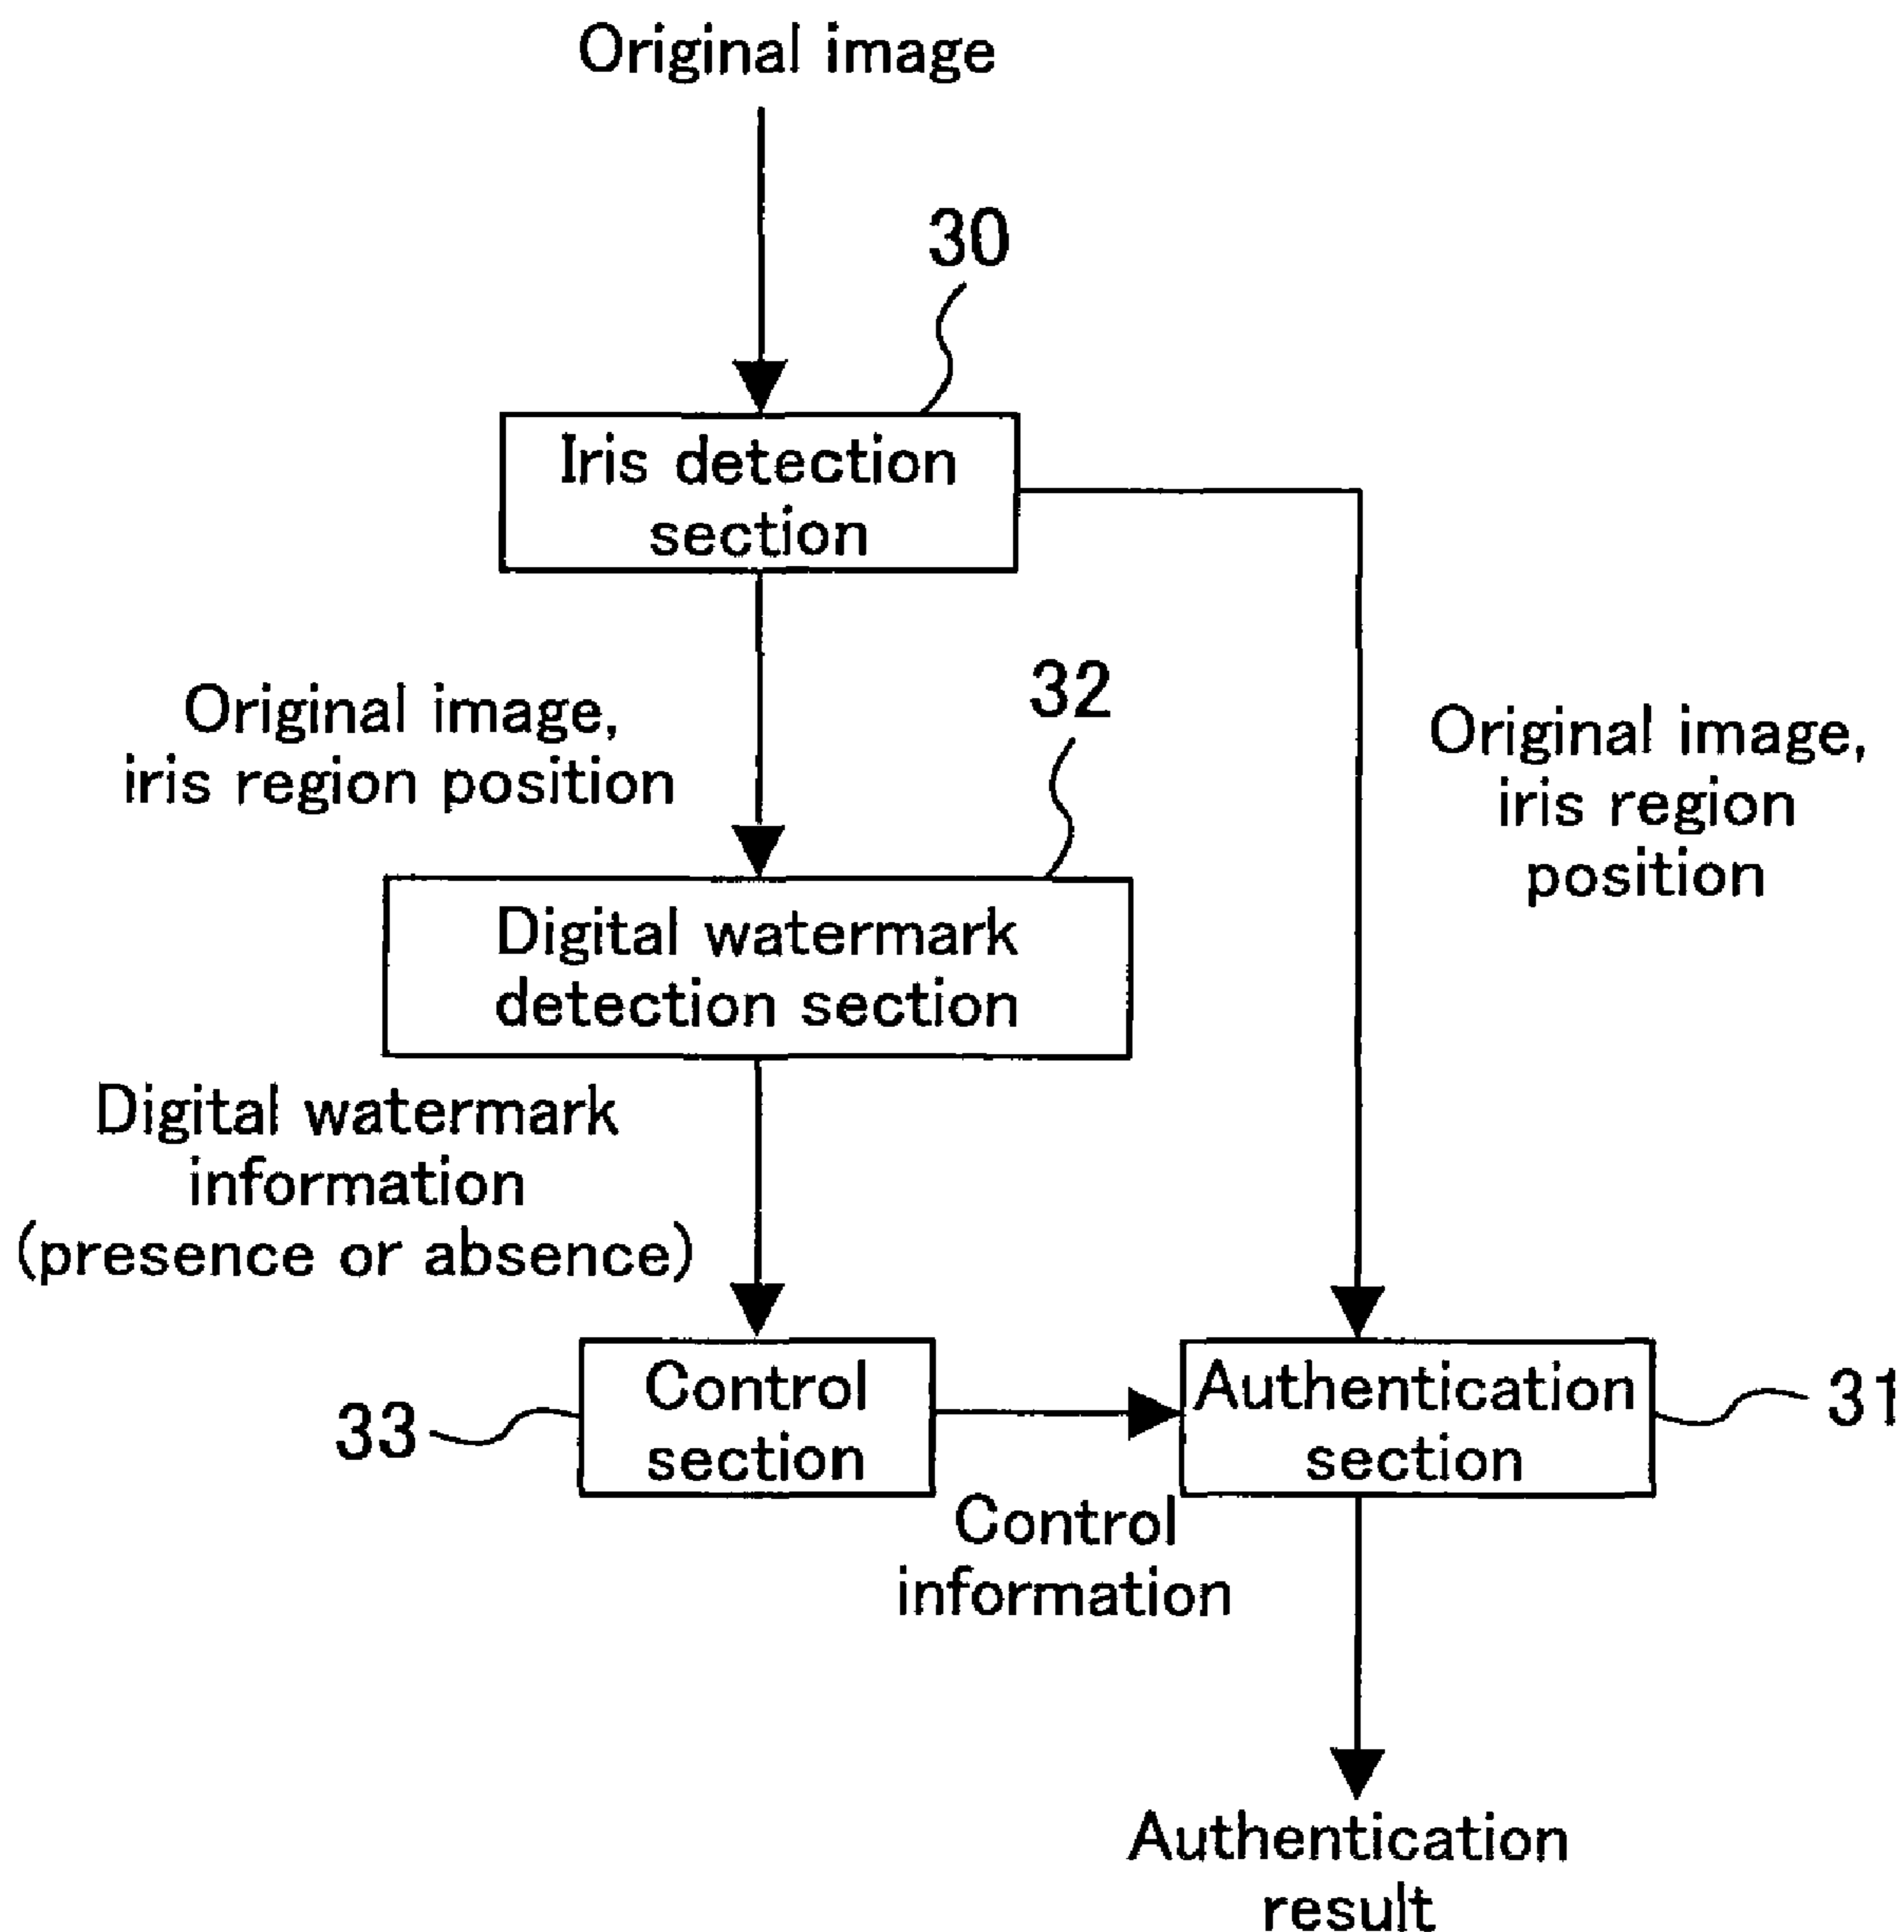 Original image
30
Iris detection
section
32
Original image,
iris region position
Original image,
iris region
position
Digital watermark
detection section
Digital watermark
information
(presence or absence)
Control
section
33
Authentication
section
31
Control
information
Authentication
result